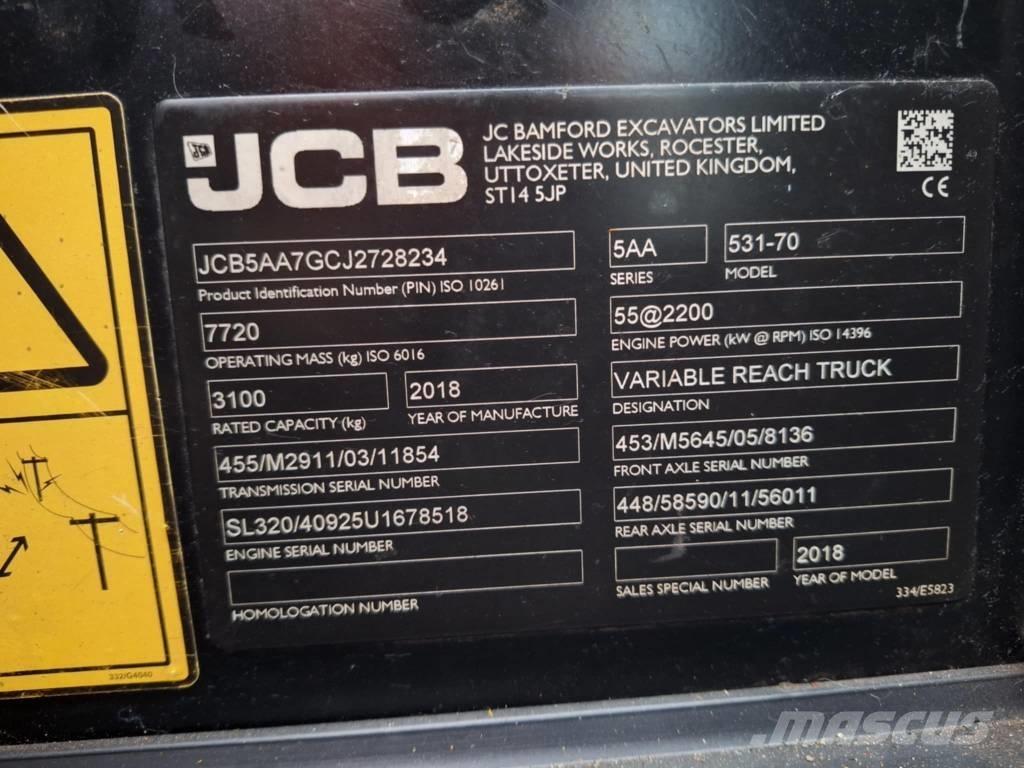 JCB
JC BAMFORD EXCAVATORS LIMITED
LAKESIDE WORKS, ROCESTER,
UTTOXETER, UNITED KINGDOM,
ST14 5JP
CE
JCB5AA7GCJ2728234
Product Identification Number (PIN) ISO 10261
5AA
SERIES
531-70
MODEL
7720
OPERATING MASS (kg) ISO 6016
55@2200
ENGINE POWER (kW @ RPM) ISO 14396
3100
RATED CAPACITY (kg)
2018
YEAR OF MANUFACTURE
VARIABLE REACH TRUCK
DESIGNATION
455/M2911/03/11854
TRANSMISSION SERIAL NUMBER
453/M5645/05/8136
FRONT AXLE SERIAL NUMBER
SL320/40925U1678518
ENGINE SERIAL NUMBER
448/58590/11/56011
REAR AXLE SERIAL NUMBER
HOMOLOGATION NUMBER
SALES SPECIAL NUMBER
2018
YEAR OF MODEL
334/E5823
332/G4040
MASCUS